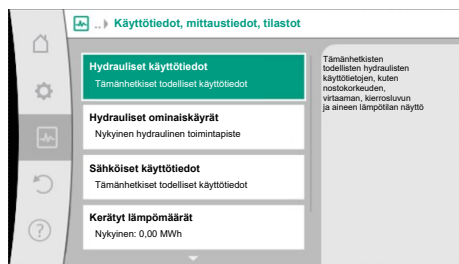 .. Käyttötiedot, mittaustiedot, tilastot
Hydrauliset käyttötiedot
Tämänhetkiset todelliset käyttötiedot
Hydrauliset ominaiskäyrät
Nykyinen hydraulinen toimintapiste
Sähköiset käyttötiedot
Tämänhetkiset todelliset käyttötiedot
Kerätyt lämpömäärät
Nykyinen: 0,00 MWh
Tämänhetkisten
todellisten hydraulisten
käyttötietojen, kuten
nostokorkeuden,
virtaaman, kierrosluvun
ja aineen lämpötilan näyttö
?